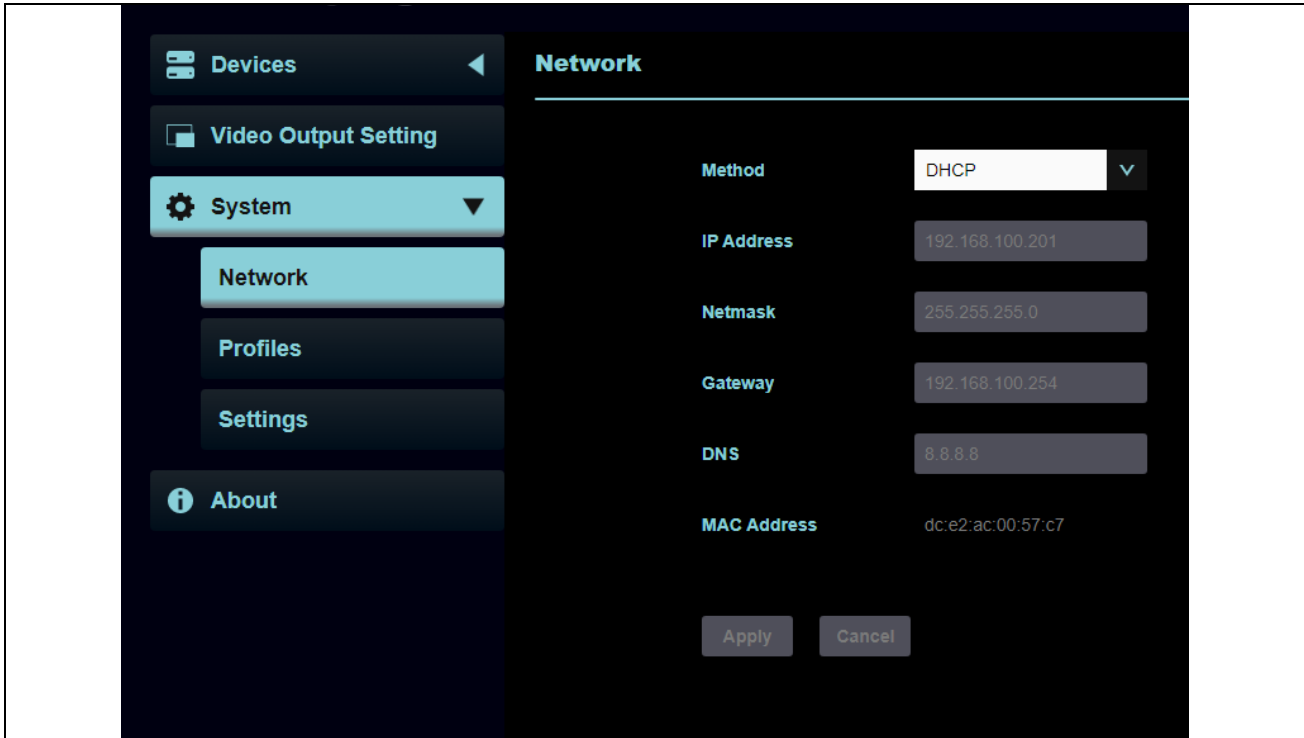 Devices
Network
Video Output Setting
Method DHCP
System
IP Address 192.168.100.201
Network
Netmask 255.255.255.0
Profiles
Gateway 192.168.100.254
Settings
DNS 8.8.8.8
About
MAC Address dc:e2:ac:00:57:c7
Apply Cancel